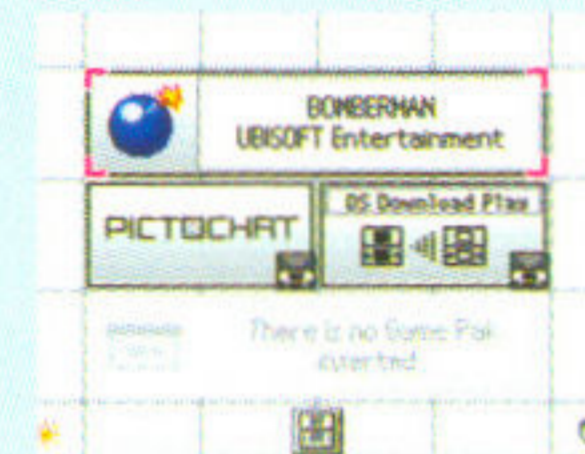 BOMBERMAN
UBISOFT Entertainment
PICTOCHAT
DS Download Play
There is no Game Pak
inserted